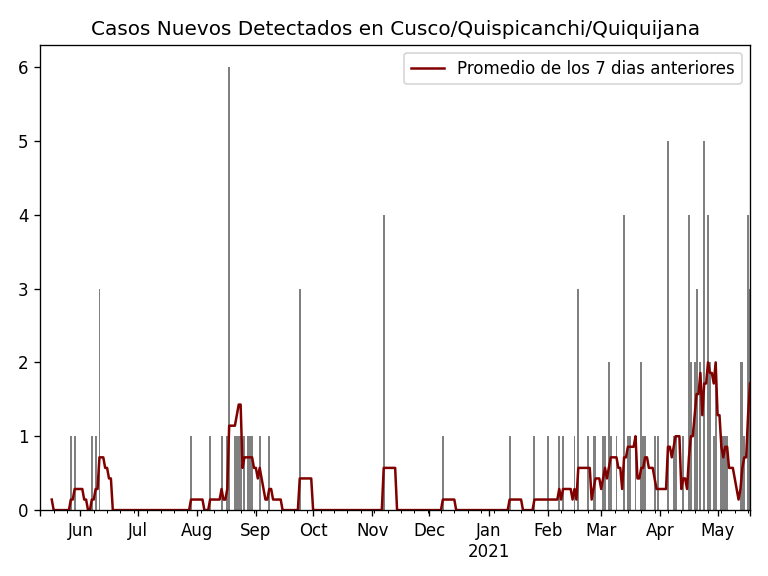 Casos Nuevos Detectados en Cusco/Quispicanchi/Quiquijana
Promedio de los 7 dias anteriores
6
5
4
3
2
1
0
Jun Jul Aug Sep Oct Nov Dec Jan Feb Mar Apr May
2021